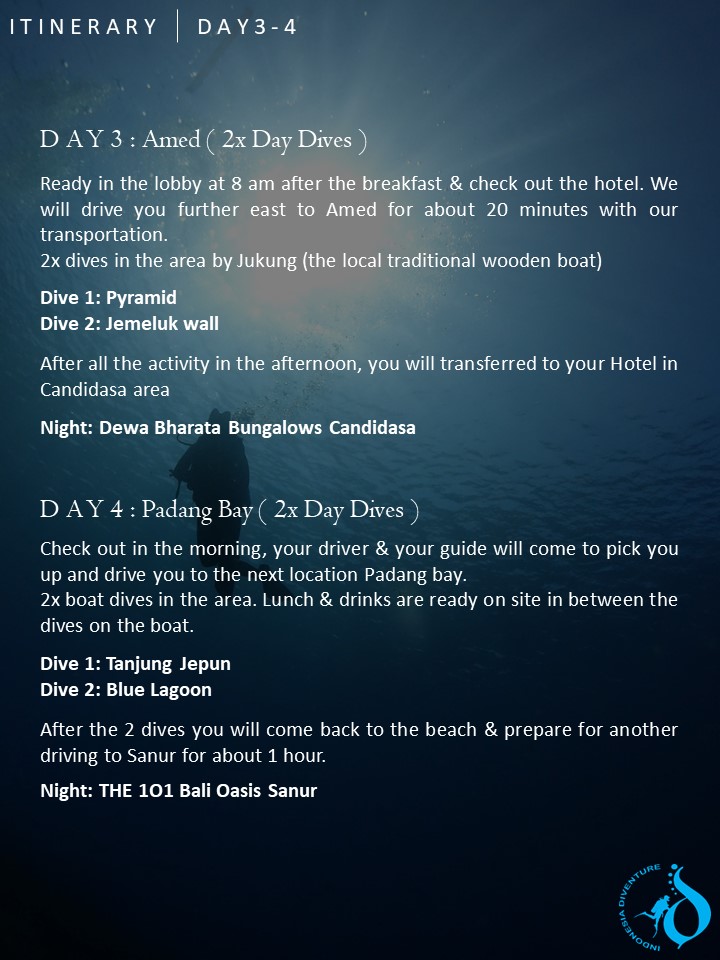 ITINERARY | DAY3-4
DAY 3 : Amed ( 2x Day Dives )
Ready in the lobby at 8 am after the breakfast & check out the hotel. We
will drive you further east to Amed for about 20 minutes with our
transportation.
2x dives in the area by Jukung (the local traditional wooden boat)
Dive 1: Pyramid
Dive 2: Jemeluk wall
After all the activity in the afternoon, you will transferred to your Hotel in
Candidasa area
Night: Dewa Bharata Bungalows Candidasa
DAY 4 : Padang Bay ( 2x Day Dives )
Check out in the morning, your driver & your guide will come to pick you
up and drive you to the next location Padang bay.
2x boat dives in the area. Lunch & drinks are ready on site in between the
dives on the boat.
Dive 1: Tanjung Jepun
Dive 2: Blue Lagoon
After the 2 dives you will come back to the beach & prepare for another
driving to Sanur for about 1 hour.
Night: THE 1O1 Bali Oasis Sanur
INDONESIA DIVENTURE